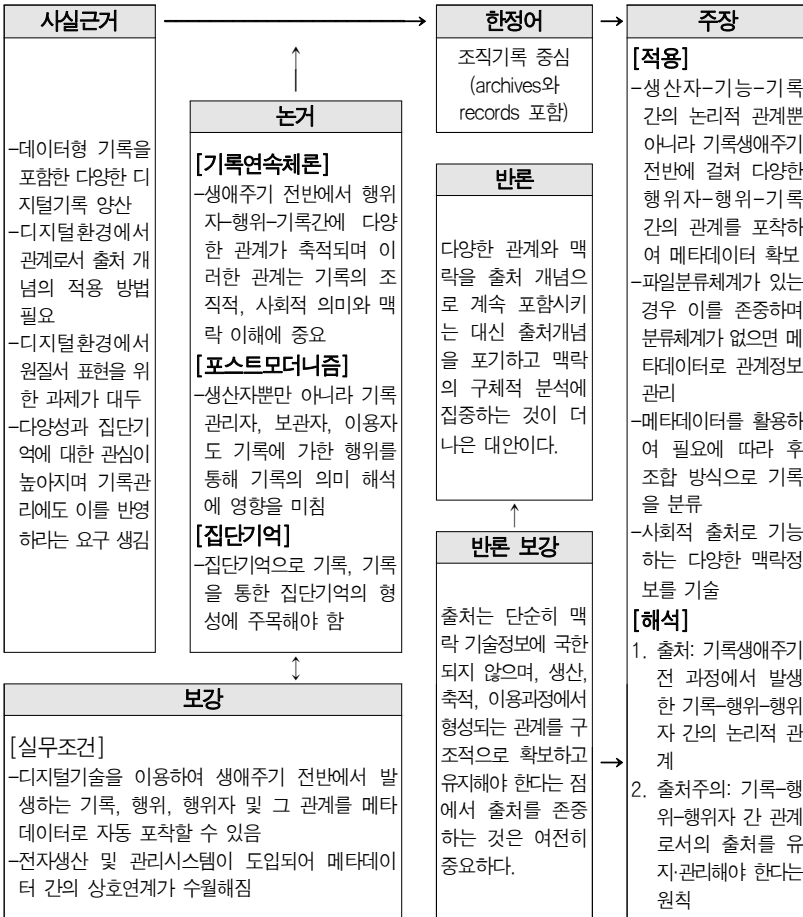 사실근거
-데이터형 기록을
포함한 다양한 디
지털기록 양산
-디지털환경에서
관계로서 출처 개
념의 적용 방법
필요
-디지털환경에서
원질서 표현을 위
한 과제가 대두
-다양성과 집단기
억에 대한 관심이
높아지며 기록관
리에도 이를 반영
하라는 요구 생김
논거
[기록연속체론]
-생애주기 전반에서 행위
자-행위-기록간에 다양
한 관계가 축적되며 이
러한 관계는 기록의 조
직적, 사회적 의미와 맥
락 이해에 중요
[포스트모더니즘]
-생산자뿐만 아니라 기록
관리자, 보관자, 이용자
도 기록에 가한 행위를
통해 기록의 의미 해석
에 영향을 미침
[집단기억]
-집단기억으로 기록, 기록
을 통한 집단기억의 형
성에 주목해야 함
보강
[실무조건]
-디지털기술을 이용하여 생애주기 전반에서 발
생하는 기록, 행위, 행위자 및 그 관계를 메타
데이터로 자동 포착할 수 있음
-전자생산 및 관리시스템이 도입되어 메타데이
터 간의 상호연계가 수월해짐
한정어
조직기록 중심
(archives와
records 포함)
반론
다양한 관계와 맥
락을 출처 개념으
로 계속 포함시키
는 대신 출처개념
을 포기하고 맥락
의 구체적 분석에
집중하는 것이 더
나은 대안이다.
반론 보강
출처는 단순히 맥
락 기술정보에 국한
되지 않으며, 생산,
축적, 이용과정에서
형성되는 관계를 구
조적으로 확보하고
유지해야 한다는 점
에서 출처를 존중
하는 것은 여전히
중요하다.
주장
[적용]
-생산자-기능-기록
간의 논리적 관계뿐
아니라 기록생애주기
전반에 걸쳐 다양한
행위자-행위-기록
간의 관계를 포착하
여 메타데이터 확보
-파일분류체계가 있는
경우 이를 존중하며
분류체계가 없으면 메
타데이터로 관계정보
관리
-메타데이터를 활용하
여 필요에 따라 후
조합 방식으로 기록
을 분류
-사회적 출처로 기능
하는 다양한 맥락정
보를 기술
[해석]
1. 출처: 기록생애주기
전 과정에서 발생
한 기록-행위-행위
자 간의 논리적 관
계
2. 출처주의: 기록-행
위-행위자 간 관계
로서의 출처를 유
지·관리해야 한다는
원칙